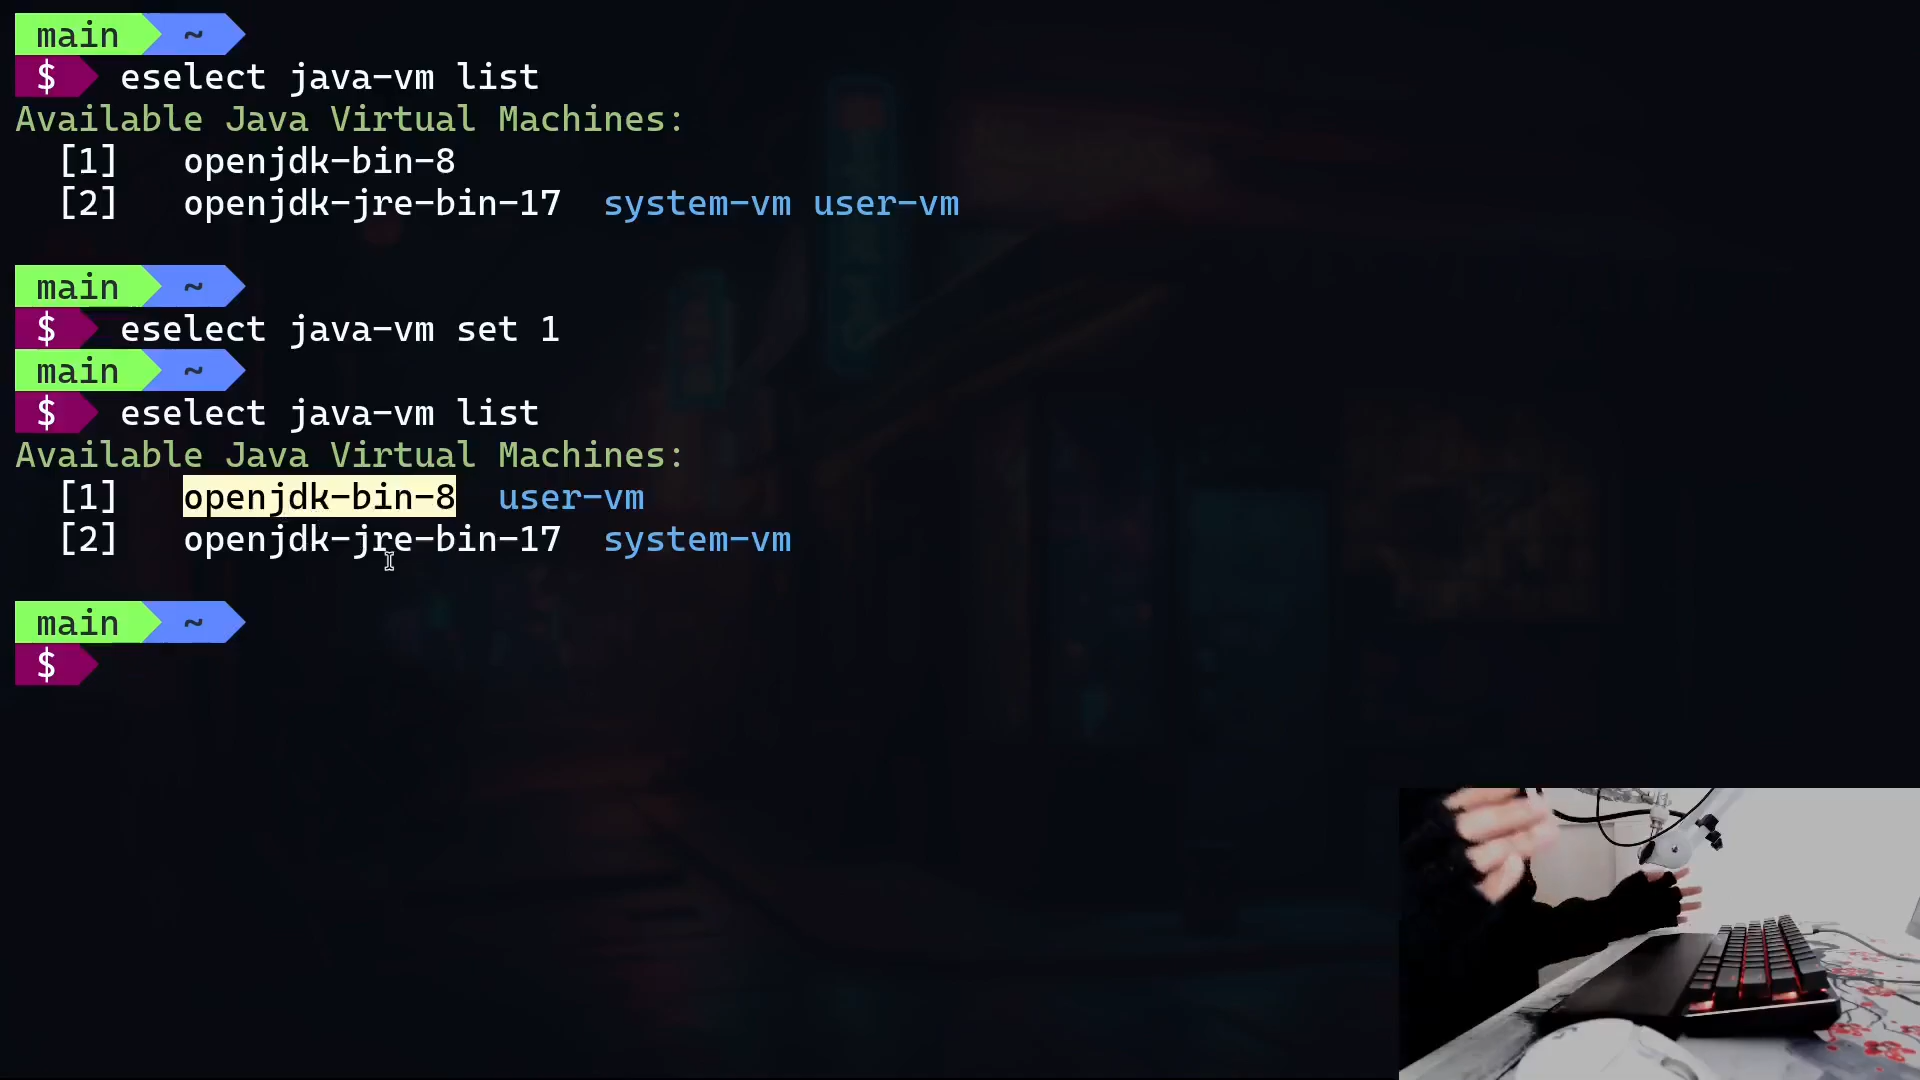 main ~
$ eselect java-vm list
Available Java Virtual Machines:
[1] openjdk-bin-8
[2] openjdk-jre-bin-17 system-vm user-vm
main ~
$ eselect java-vm set 1
main ~
$ eselect java-vm list
Available Java Virtual Machines:
[1] openjdk-bin-8 user-vm
[2] openjdk-jre-bin-17 system-vm
main ~
$